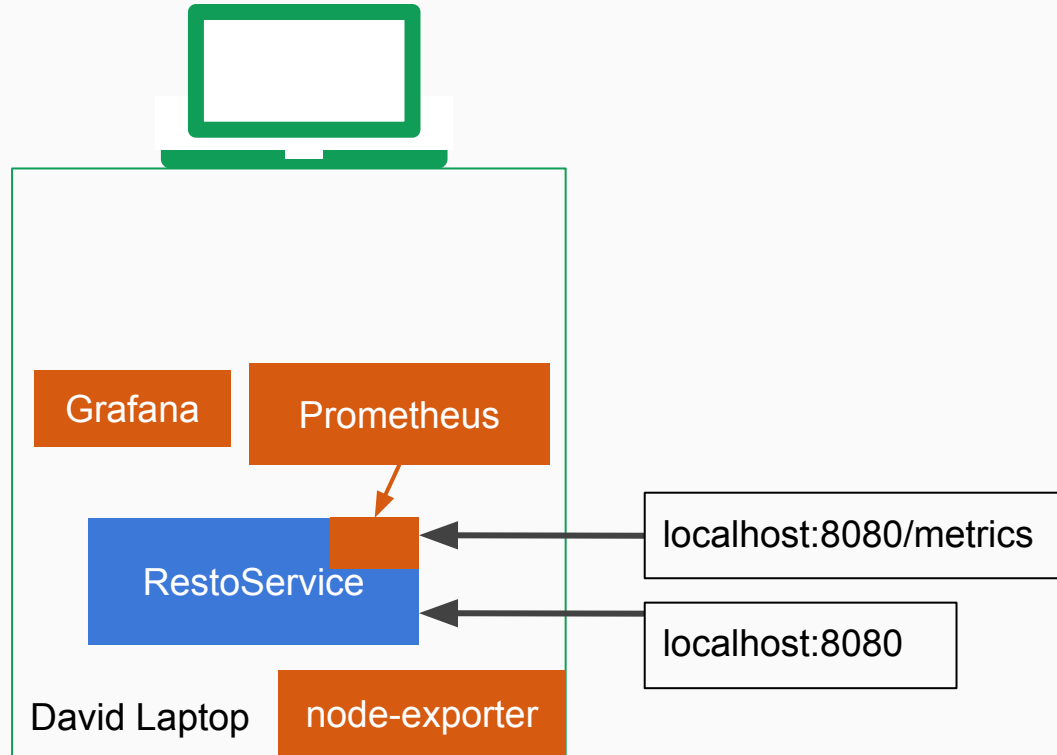 Grafana
Prometheus
localhost:8080/metrics
RestoService
localhost:8080
David Laptop
node-exporter